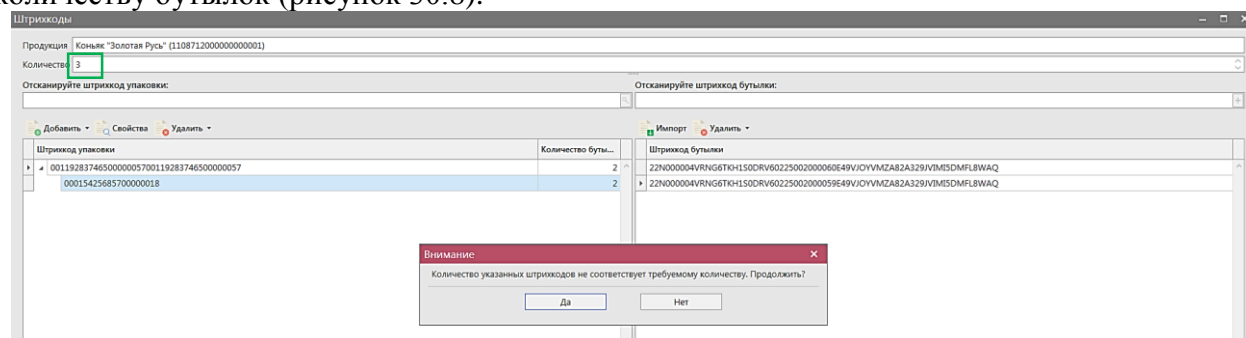 количеству бутылок (рисунок 30.8).
Штрихкоды
Продукция Коньяк "Золотая Русь" (1108712000000000001)
Количество 3
Отсканируйте штрихкод упаковки: Отсканируйте штрихкод бутылки:
Добавить Свойства Удалить Импорт Удалить
Штрихкод упаковки Количество буты... Штрихкод бутылки
001192837465000000570011928374650000057 2 22N000004VRNG6TKH1S0DRV60225002000060E49VJOYVMZA82A329JVIMI5DMFL8WAQ
00015425685700000018 2 22N000004VRNG6TKH1S0DRV60225002000059E49VJOYVMZA82A329JVIMI5DMFL8WAQ
Внимание
Количество указанных штрихкодов не соответствует требуемому количеству. Продолжить?
Да Нет